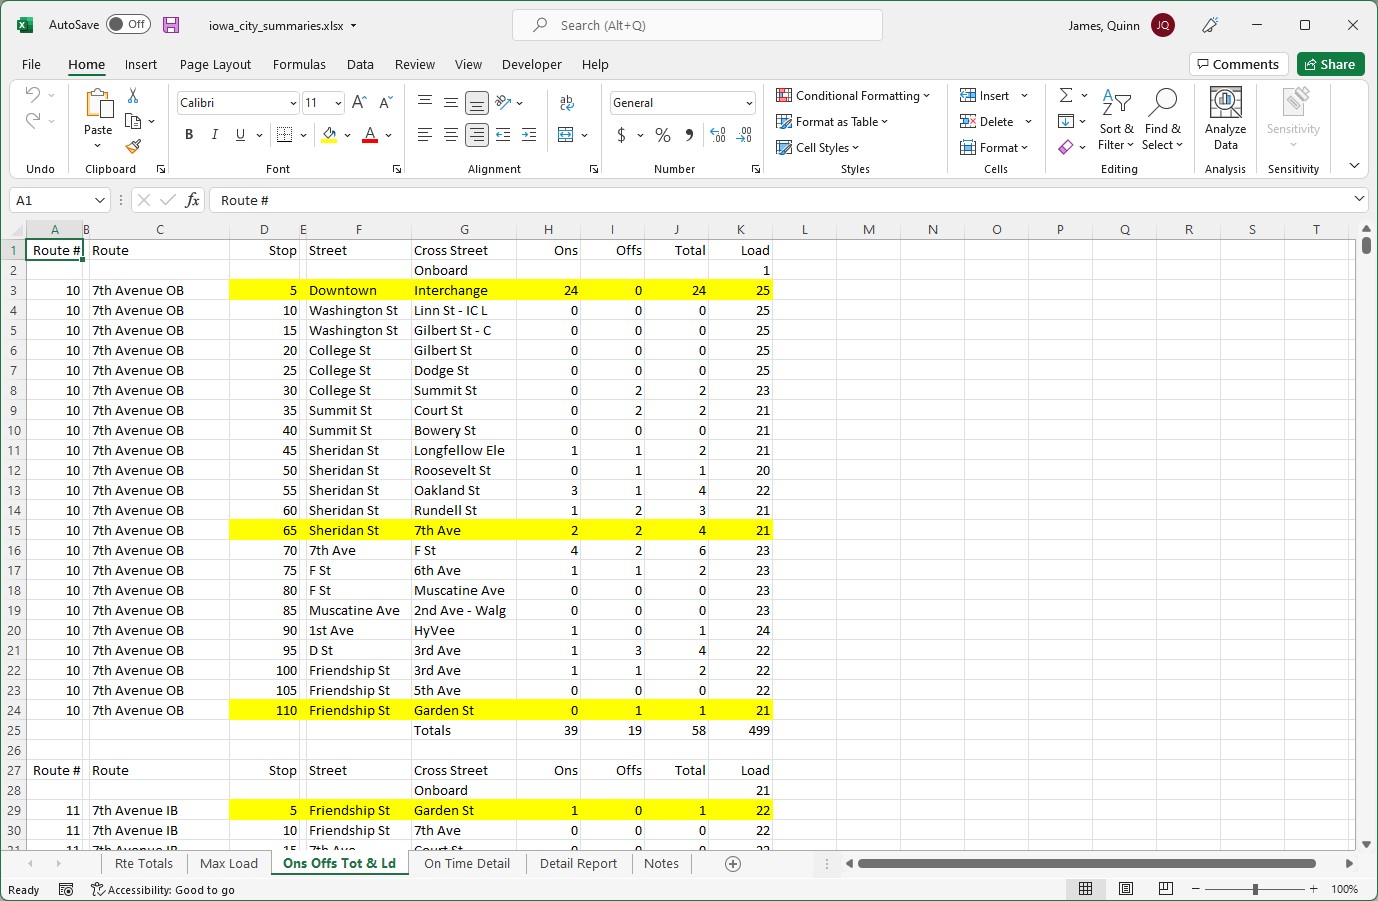 AutoSave Off iowa_city_summaries.xlsx Search (Alt+Q) James, Quinn JQ
File Home Insert Page Layout Formulas Data Review View Developer Help Comments Share
Paste
Calibri 11
B I U A
ab
General
$ % 9 .00 .00
Conditional Formatting
Format as Table
Cell Styles
Insert
Delete
Format
Sort & Filter
Find & Select
Analyze Data
Sensitivity
Undo Clipboard Font Alignment Number Styles Cells Editing Analysis Sensitivity
A1 fx Route #
A B C D E F G H I J K L M N O P Q R S T
1 Route # Route Stop Street Cross Street Ons Offs Total Load
2 Onboard 1
3 10 7th Avenue OB 5 Downtown Interchange 24 0 24 25
4 10 7th Avenue OB 10 Washington St Linn St - IC L 0 0 0 25
5 10 7th Avenue OB 15 Washington St Gilbert St - C 0 0 0 25
6 10 7th Avenue OB 20 College St Gilbert St 0 0 0 25
7 10 7th Avenue OB 25 College St Dodge St 0 0 0 25
8 10 7th Avenue OB 30 College St Summit St 0 2 2 23
9 10 7th Avenue OB 35 Summit St Court St 0 2 2 21
10 10 7th Avenue OB 40 Summit St Bowery St 0 0 0 21
11 10 7th Avenue OB 45 Sheridan St Longfellow Ele 1 1 2 21
12 10 7th Avenue OB 50 Sheridan St Roosevelt St 0 1 1 20
13 10 7th Avenue OB 55 Sheridan St Oakland St 3 1 4 22
14 10 7th Avenue OB 60 Sheridan St Rundell St 1 2 3 21
15 10 7th Avenue OB 65 Sheridan St 7th Ave 2 2 4 21
16 10 7th Avenue OB 70 7th Ave F St 4 2 6 23
17 10 7th Avenue OB 75 F St 6th Ave 1 1 2 23
18 10 7th Avenue OB 80 F St Muscatine Ave 0 0 0 23
19 10 7th Avenue OB 85 Muscatine Ave 2nd Ave - Walg 0 0 0 23
20 10 7th Avenue OB 90 1st Ave HyVee 1 0 1 24
21 10 7th Avenue OB 95 D St 3rd Ave 1 3 4 22
22 10 7th Avenue OB 100 Friendship St 3rd Ave 1 1 2 22
23 10 7th Avenue OB 105 Friendship St 5th Ave 0 0 0 22
24 10 7th Avenue OB 110 Friendship St Garden St 0 1 1 21
25 Totals 39 19 58 499
26
27 Route # Route Stop Street Cross Street Ons Offs Total Load
28 Onboard 21
29 11 7th Avenue IB 5 Friendship St Garden St 1 0 1 22
30 11 7th Avenue IB 10 Friendship St 7th Ave 0 0 0 22
31 11 7th Avenue IB 15 7th Ave Court St 0 0 0 22
Rte Totals Max Load Ons Offs Tot & Ld On Time Detail Detail Report Notes
Ready Accessibility: Good to go 100%